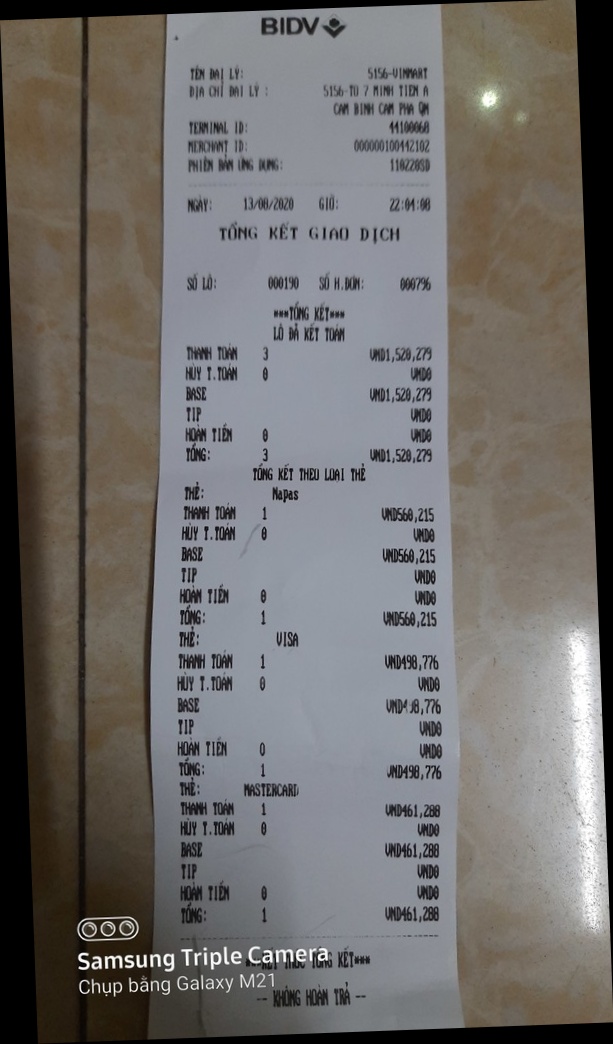 BIDV
TÊN ĐẠI LÝ: 5156-VINMART
ĐỊA CHỈ ĐẠI LÝ : 5156-TỔ 7 MINH TIẾN A
CAM BINH CAM PHA QN
TERMINAL ID: 44100068
MERCHANT ID: 000000100442102
PHIÊN BẢN ỨNG DỤNG: 110220SD
NGÀY: 13/08/2020 GIỜ: 22:04:08
TỔNG KẾT GIAO DỊCH
SỐ LÔ: 000190 SỐ H.ĐƠN: 000796
***TỔNG KẾT***
LÔ ĐÃ KẾT TOÁN
THANH TOÁN 3 VND1,520,279
HỦY T.TOÁN 0 VND0
BASE VND1,520,279
TIP VND0
HOÀN TIỀN 0 VND0
TỔNG: 3 VND1,520,279
TỔNG KẾT THEO LOẠI THẺ
THẺ: Napas
THANH TOÁN 1 VND560,215
HỦY T.TOÁN 0 VND0
BASE VND560,215
TIP VND0
HOÀN TIỀN 0 VND0
TỔNG: 1 VND560,215
THẺ: VISA
THANH TOÁN 1 VND498,776
HỦY T.TOÁN 0 VND0
BASE VND498,776
TIP VND0
HOÀN TIỀN 0 VND0
TỔNG: 1 VND498,776
THẺ: MASTERCARD
THANH TOÁN 1 VND461,288
HỦY T.TOÁN 0 VND0
BASE VND461,288
TIP VND0
HOÀN TIỀN 0 VND0
TỔNG: 1 VND461,288
***KẾT THÚC TỔNG KẾT***
-- KHÔNG HOÀN TRẢ --
Samsung Triple Camera
Chụp bằng Galaxy M21